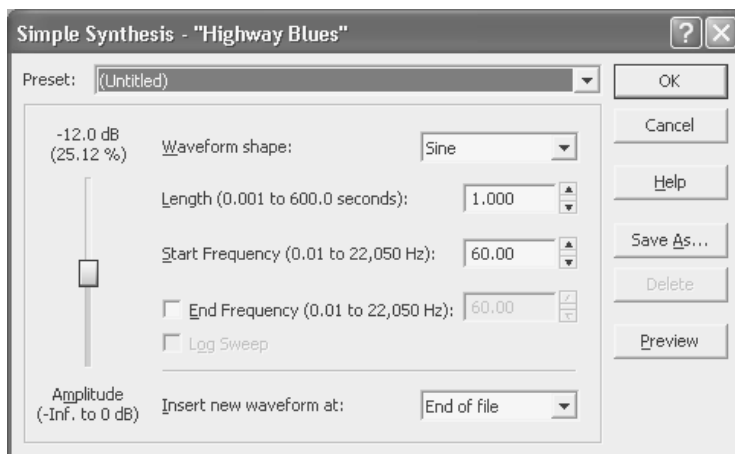 Simple Synthesis - "Highway Blues"
Preset: (Untitled)
OK
Cancel
Help
Save As...
Delete
Preview
-12.0 dB
(25.12 %)
Waveform shape: Sine
Length (0.001 to 600.0 seconds): 1.000
Start Frequency (0.01 to 22,050 Hz): 60.00
End Frequency (0.01 to 22,050 Hz): 60.00
Log Sweep
Amplitude
(-Inf. to 0 dB)
Insert new waveform at: End of file